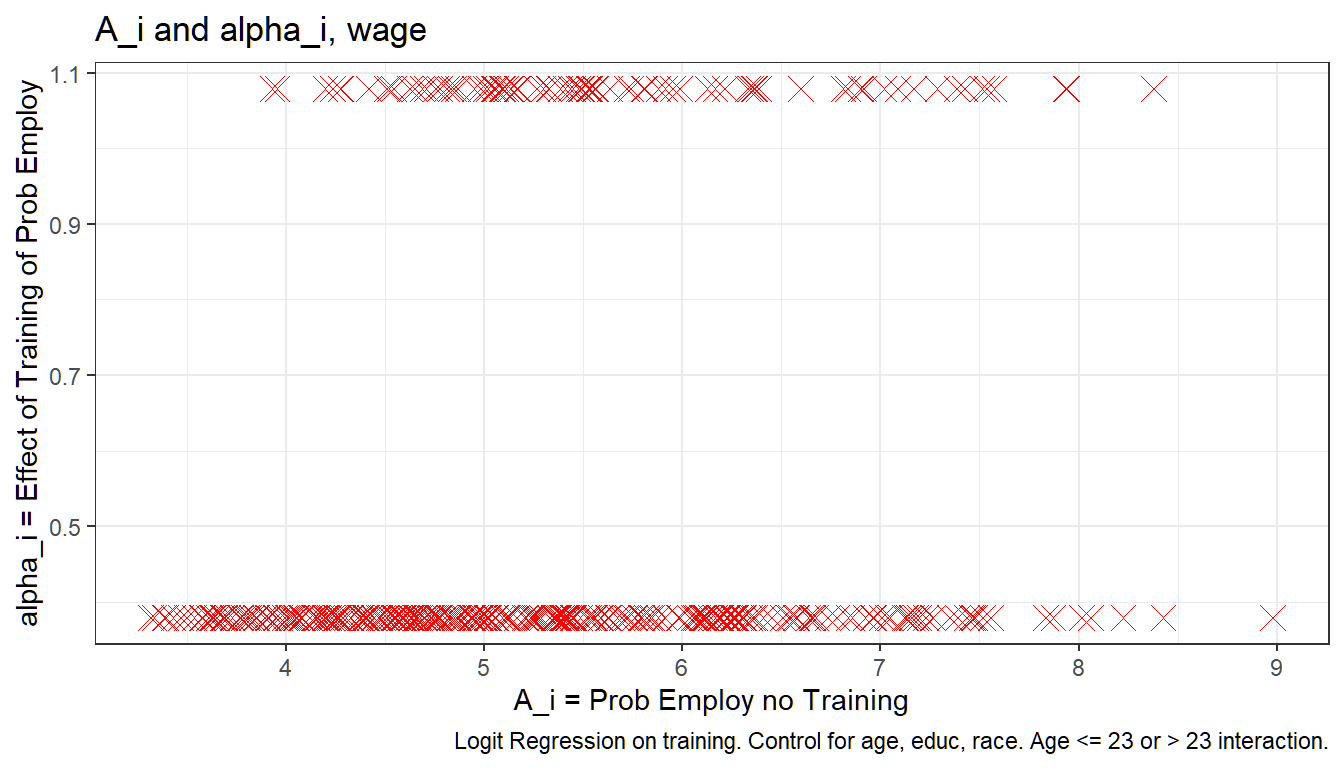 A_i and alpha_i, wage
alpha_i = Effect of Training of Prob Employ
1.1
0.9
0.7
0.5
4 5 6 7 8 9
A_i = Prob Employ no Training
Logit Regression on training. Control for age, educ, race. Age <= 23 or > 23 interaction.